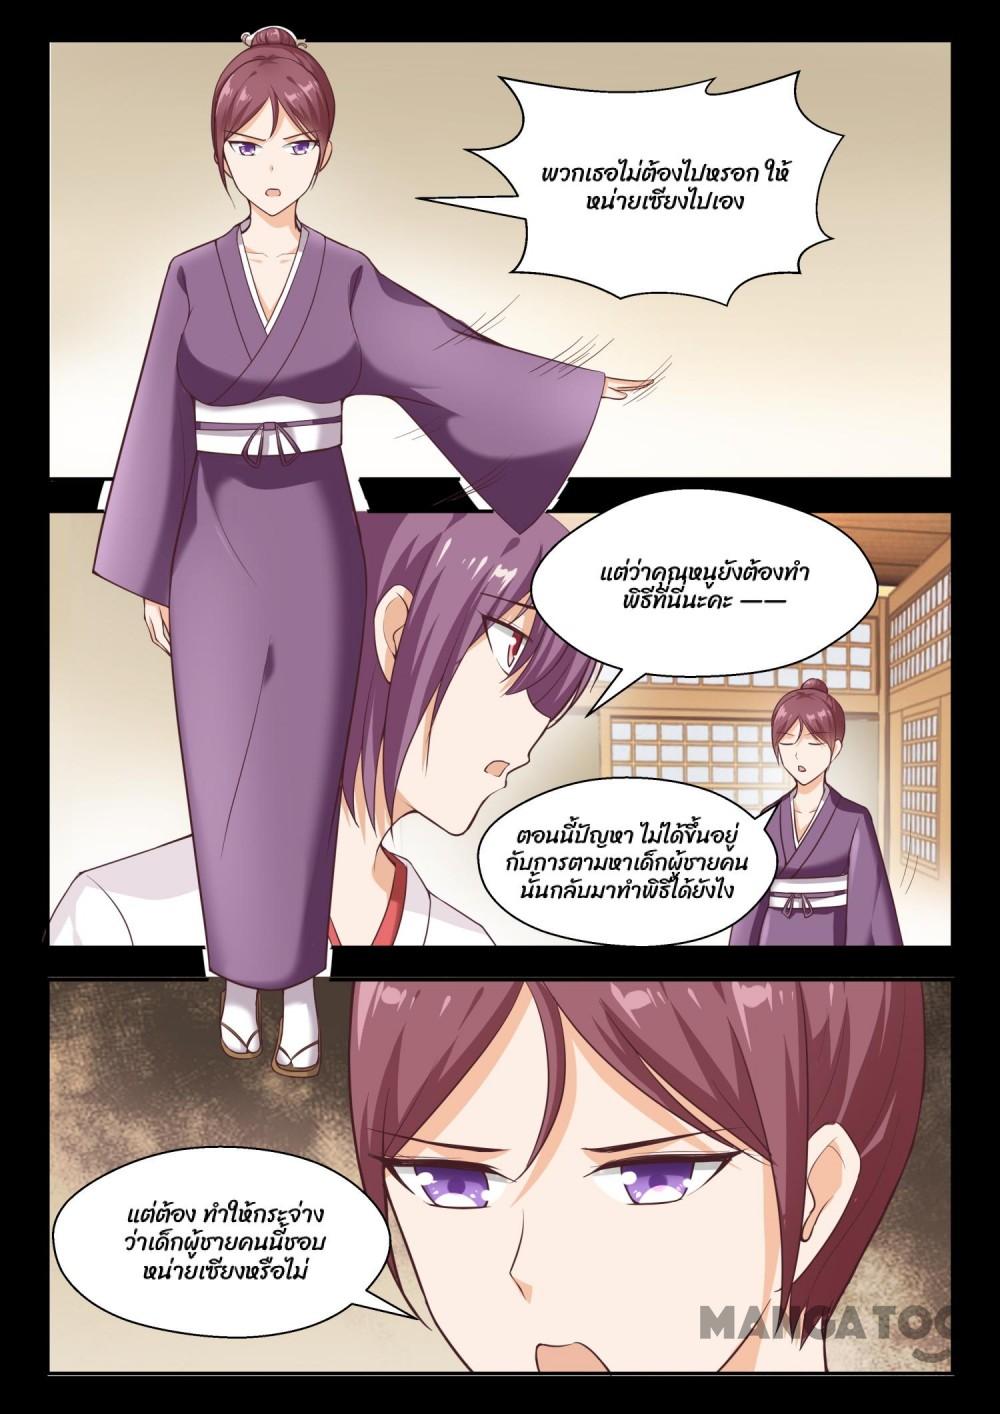 พวกเธอไม่ต้องไปหรอก ให้
หน่ายเซียงไปเอง
แต่ว่าคุณหนูยังต้องทำ
พิธีที่นี่นะคะ ——
ตอนนี้ปัญหา ไม่ได้ขึ้นอยู่
กับการตามหาเด็กผู้ชายคน
นั้นกลับมาทำพิธีได้ยังไง
แต่ต้อง ทำให้กระจ่าง
ว่าเด็กผู้ชายคนนี้ชอบ
หน่ายเซียงหรือไม่
MANGATOO